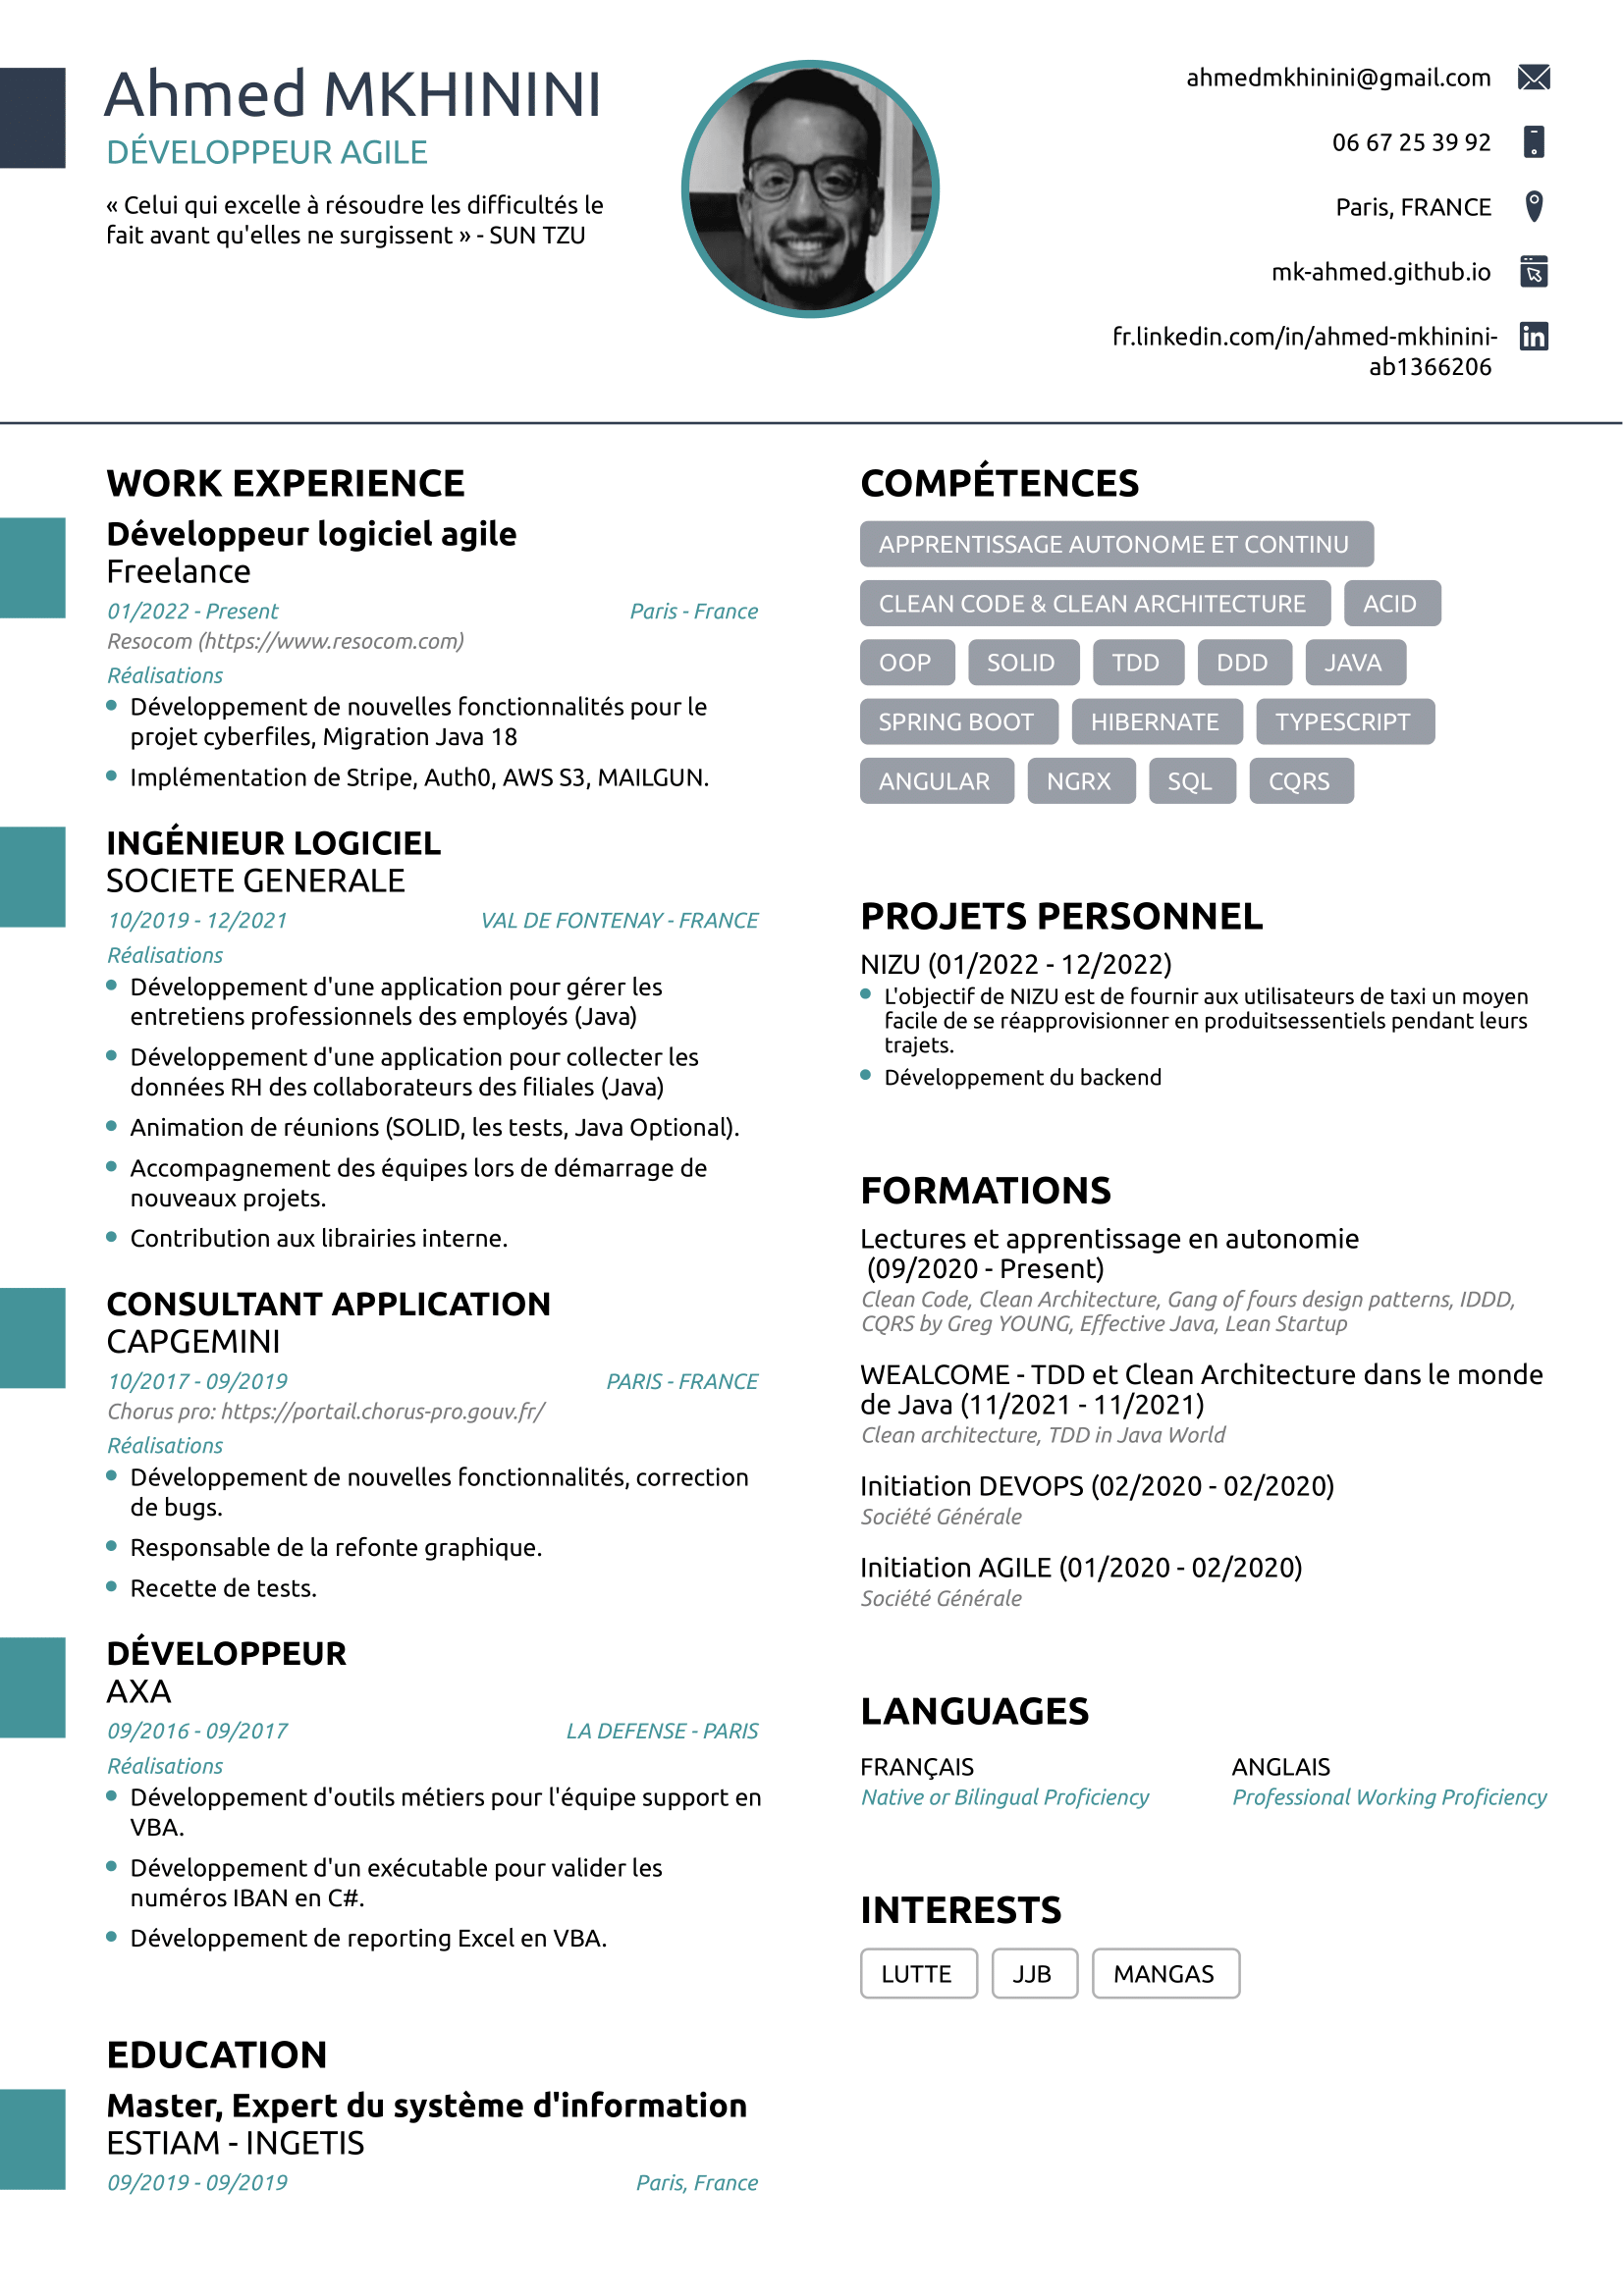 Ahmed MKHININI
DÉVELOPPEUR AGILE
« Celui qui excelle à résoudre les difficultés le
fait avant qu'elles ne surgissent » - SUN TZU
ahmedmkhinini@gmail.com
06 67 25 39 92
Paris, FRANCE
mk-ahmed.github.io
fr.linkedin.com/in/ahmed-mkhinini-
ab1366206
WORK EXPERIENCE
Développeur logiciel agile
Freelance
01/2022 - Present Paris - France
Resocom (https://www.resocom.com)
Réalisations
Développement de nouvelles fonctionnalités pour le
projet cyberfiles, Migration Java 18
Implémentation de Stripe, Auth0, AWS S3, MAILGUN.
INGÉNIEUR LOGICIEL
SOCIETE GENERALE
10/2019 - 12/2021 VAL DE FONTENAY - FRANCE
Réalisations
Développement d'une application pour gérer les
entretiens professionnels des employés (Java)
Développement d'une application pour collecter les
données RH des collaborateurs des filiales (Java)
Animation de réunions (SOLID, les tests, Java Optional).
Accompagnement des équipes lors de démarrage de
nouveaux projets.
Contribution aux librairies interne.
CONSULTANT APPLICATION
CAPGEMINI
10/2017 - 09/2019 PARIS - FRANCE
Chorus pro: https://portail.chorus-pro.gouv.fr/
Réalisations
Développement de nouvelles fonctionnalités, correction
de bugs.
Responsable de la refonte graphique.
Recette de tests.
DÉVELOPPEUR
AXA
09/2016 - 09/2017 LA DEFENSE - PARIS
Réalisations
Développement d'outils métiers pour l'équipe support en
VBA.
Développement d'un exécutable pour valider les
numéros IBAN en C#.
Développement de reporting Excel en VBA.
EDUCATION
Master, Expert du système d'information
ESTIAM - INGETIS
09/2019 - 09/2019 Paris, France
COMPÉTENCES
APPRENTISSAGE AUTONOME ET CONTINU
CLEAN CODE & CLEAN ARCHITECTURE ACID
OOP SOLID TDD DDD JAVA
SPRING BOOT HIBERNATE TYPESCRIPT
ANGULAR NGRX SQL CQRS
PROJETS PERSONNEL
NIZU (01/2022 - 12/2022)
L'objectif de NIZU est de fournir aux utilisateurs de taxi un moyen
facile de se réapprovisionner en produitsessentiels pendant leurs
trajets.
Développement du backend
FORMATIONS
Lectures et apprentissage en autonomie
(09/2020 - Present)
Clean Code, Clean Architecture, Gang of fours design patterns, IDDD,
CQRS by Greg YOUNG, Effective Java, Lean Startup
WEALCOME - TDD et Clean Architecture dans le monde
de Java (11/2021 - 11/2021)
Clean architecture, TDD in Java World
Initiation DEVOPS (02/2020 - 02/2020)
Société Générale
Initiation AGILE (01/2020 - 02/2020)
Société Générale
LANGUAGES
FRANÇAIS ANGLAIS
Native or Bilingual Proficiency Professional Working Proficiency
INTERESTS
LUTTE JJB MANGAS